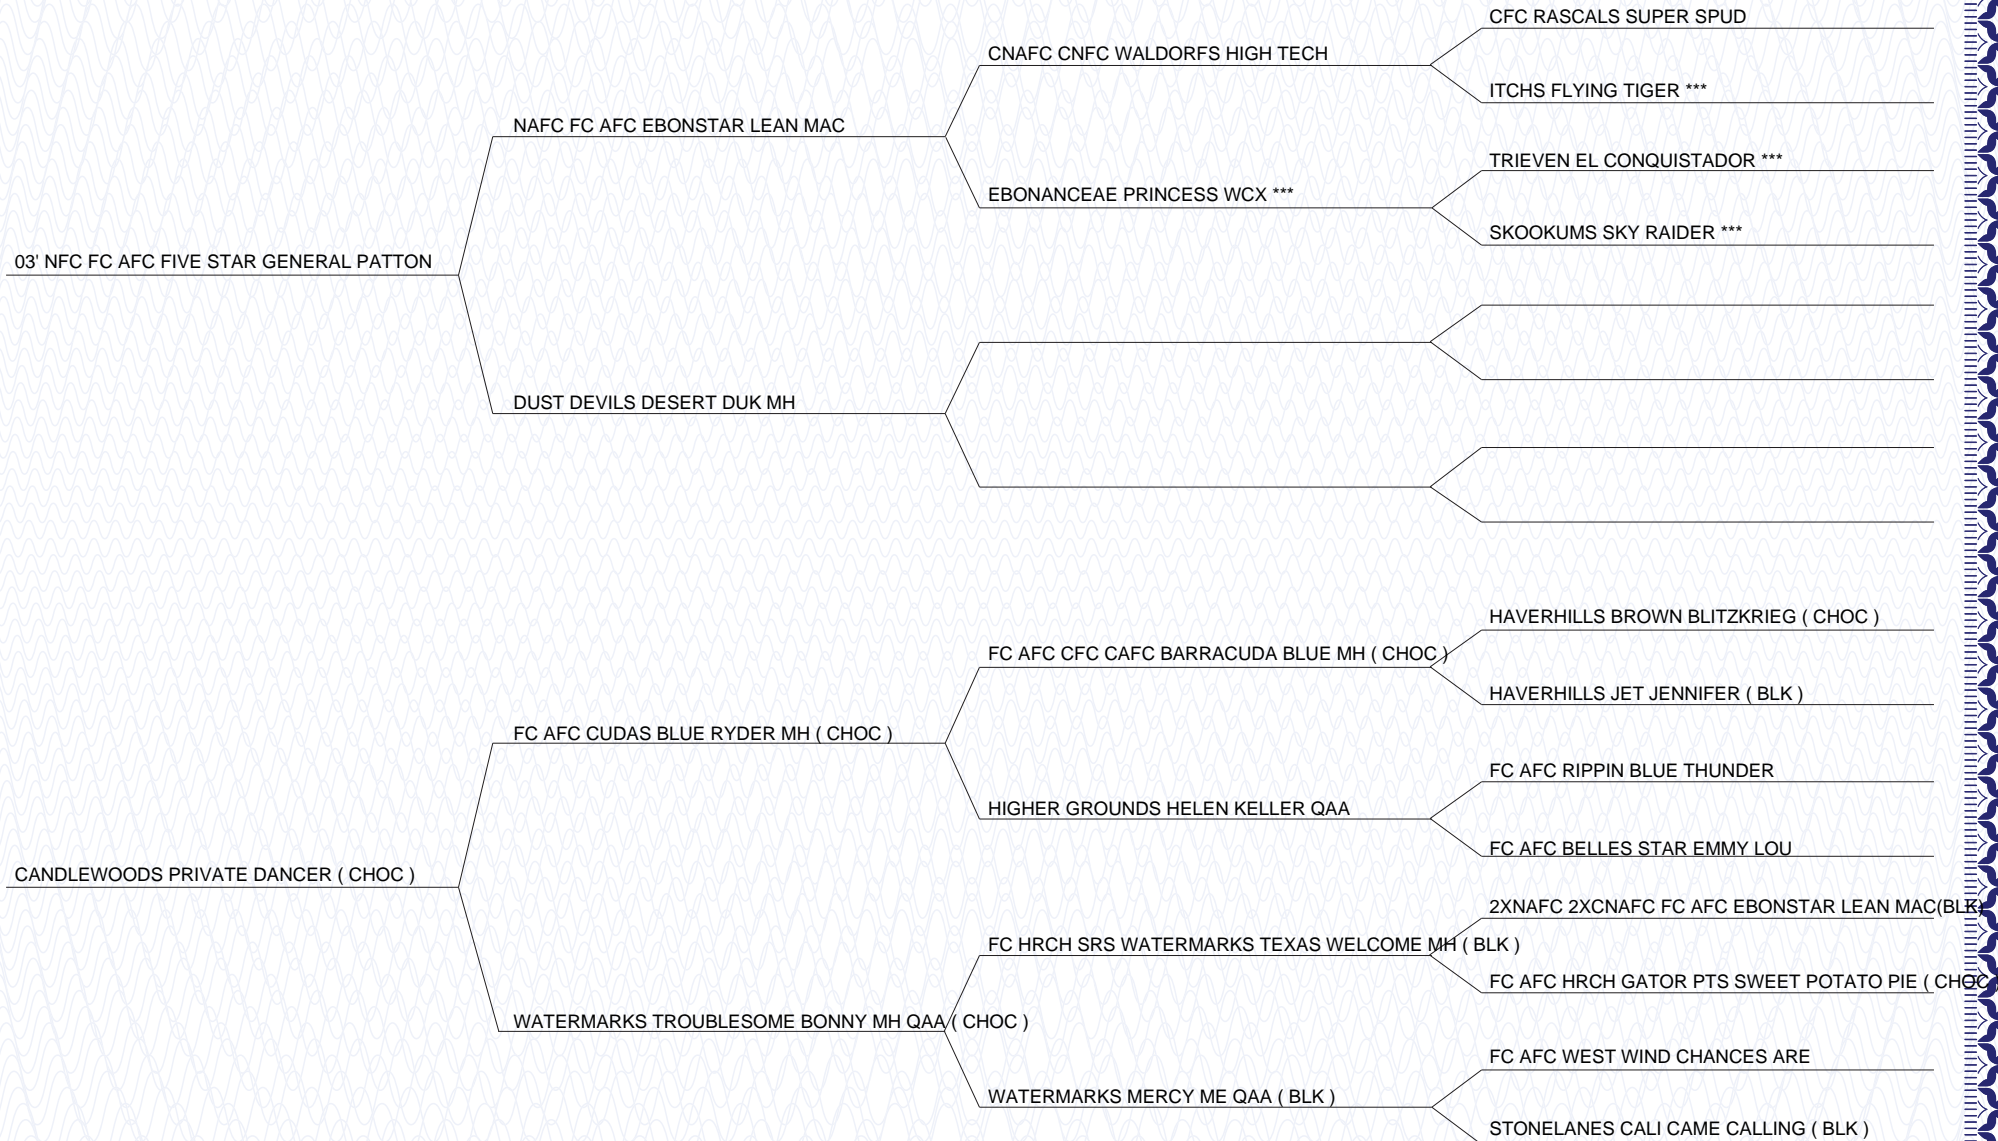 CFC RASCALS SUPER SPUD
CNAFC CNFC WALDORFS HIGH TECH
ITCHS FLYING TIGER ***
NAFC FC AFC EBONSTAR LEAN MAC
TRIEVEN EL CONQUISTADOR ***
EBONANCEAE PRINCESS WCX ***
SKOOKUMS SKY RAIDER ***
03' NFC FC AFC FIVE STAR GENERAL PATTON
DUST DEVILS DESERT DUK MH
HAVERHILLS BROWN BLITZKRIEG ( CHOC )
FC AFC CFC CAFC BARRACUDA BLUE MH ( CHOC )
HAVERHILLS JET JENNIFER ( BLK )
FC AFC CUDAS BLUE RYDER MH ( CHOC )
FC AFC RIPPIN BLUE THUNDER
HIGHER GROUNDS HELEN KELLER QAA
FC AFC BELLES STAR EMMY LOU
CANDLEWOODS PRIVATE DANCER ( CHOC )
2XNAFC 2XCNAFC FC AFC EBONSTAR LEAN MAC(BLK)
FC HRCH SRS WATERMARKS TEXAS WELCOME MH ( BLK )
FC AFC HRCH GATOR PTS SWEET POTATO PIE ( CHOC
WATERMARKS TROUBLESOME BONNY MH QAA ( CHOC )
FC AFC WEST WIND CHANCES ARE
WATERMARKS MERCY ME QAA ( BLK )
STONELANES CALI CAME CALLING ( BLK )